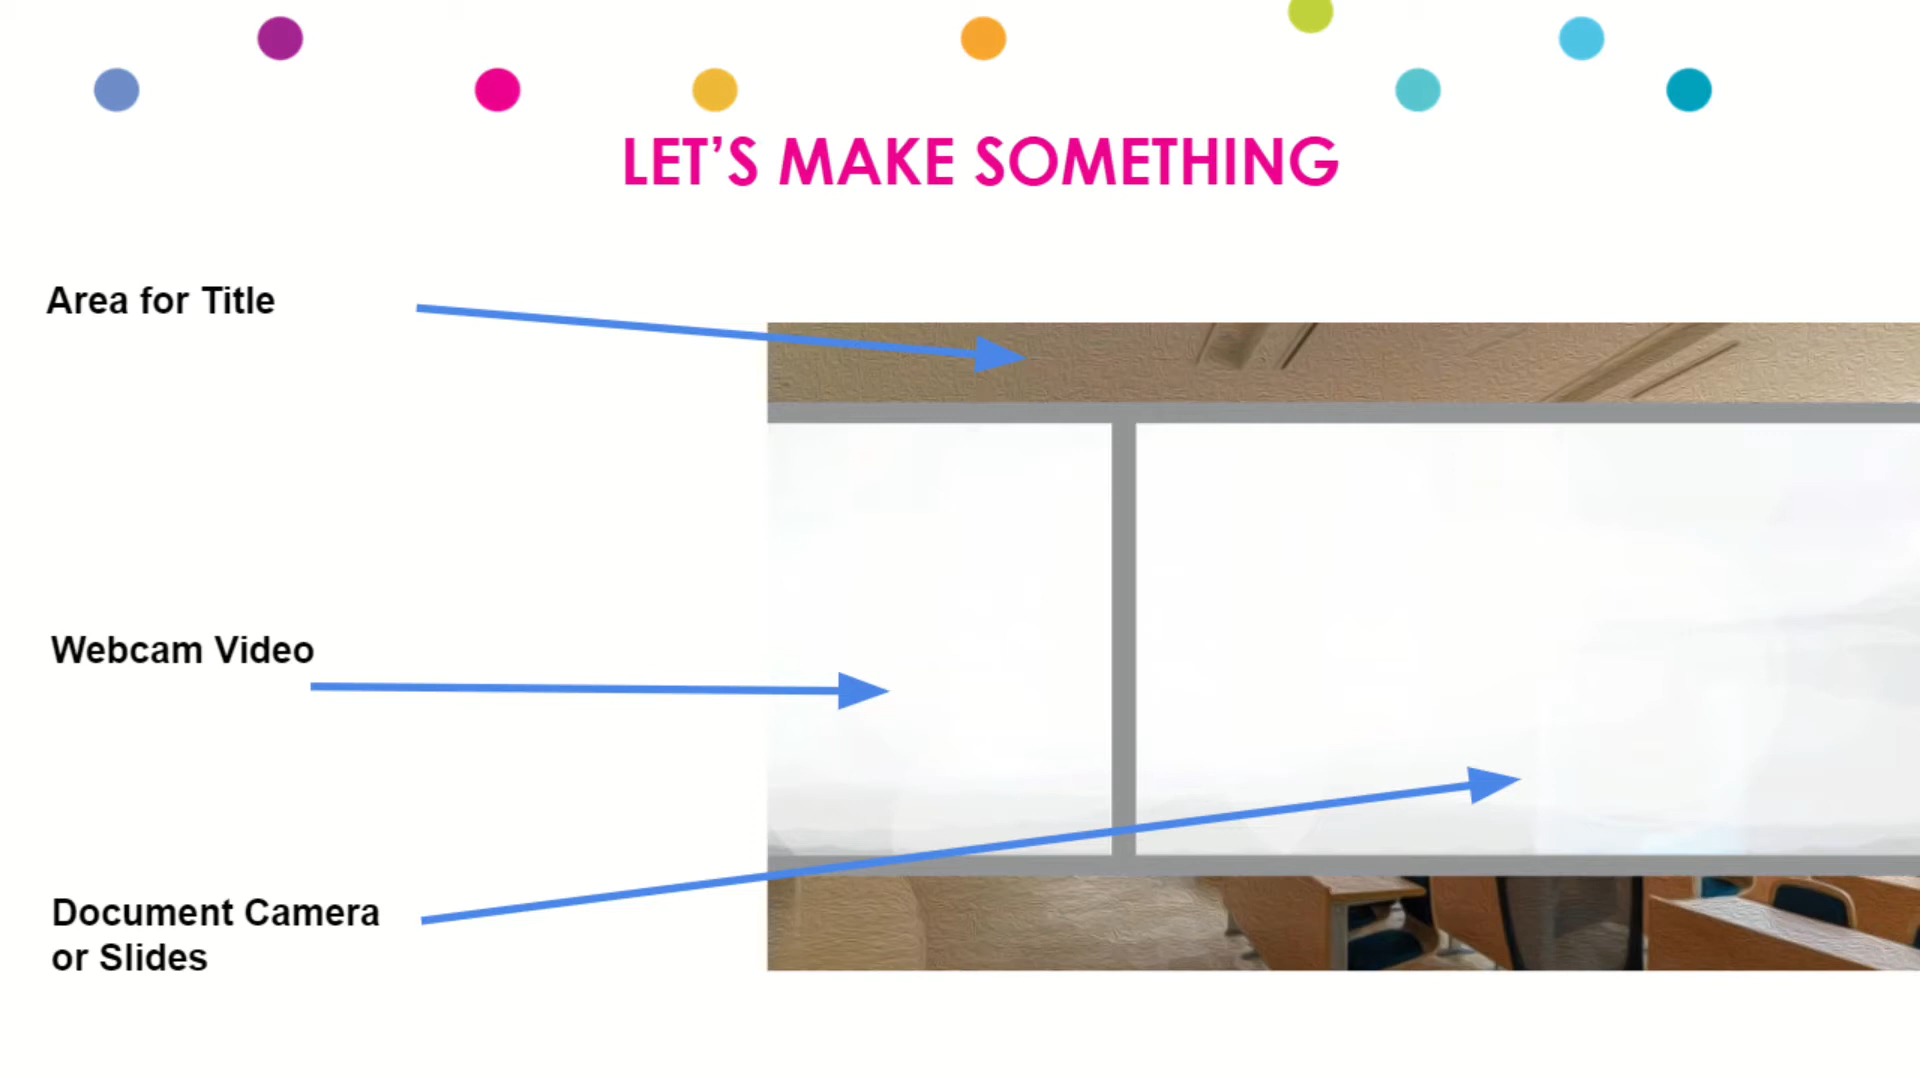 LET’S MAKE SOMETHING
Area for Title
Webcam Video
Document Camera
or Slides